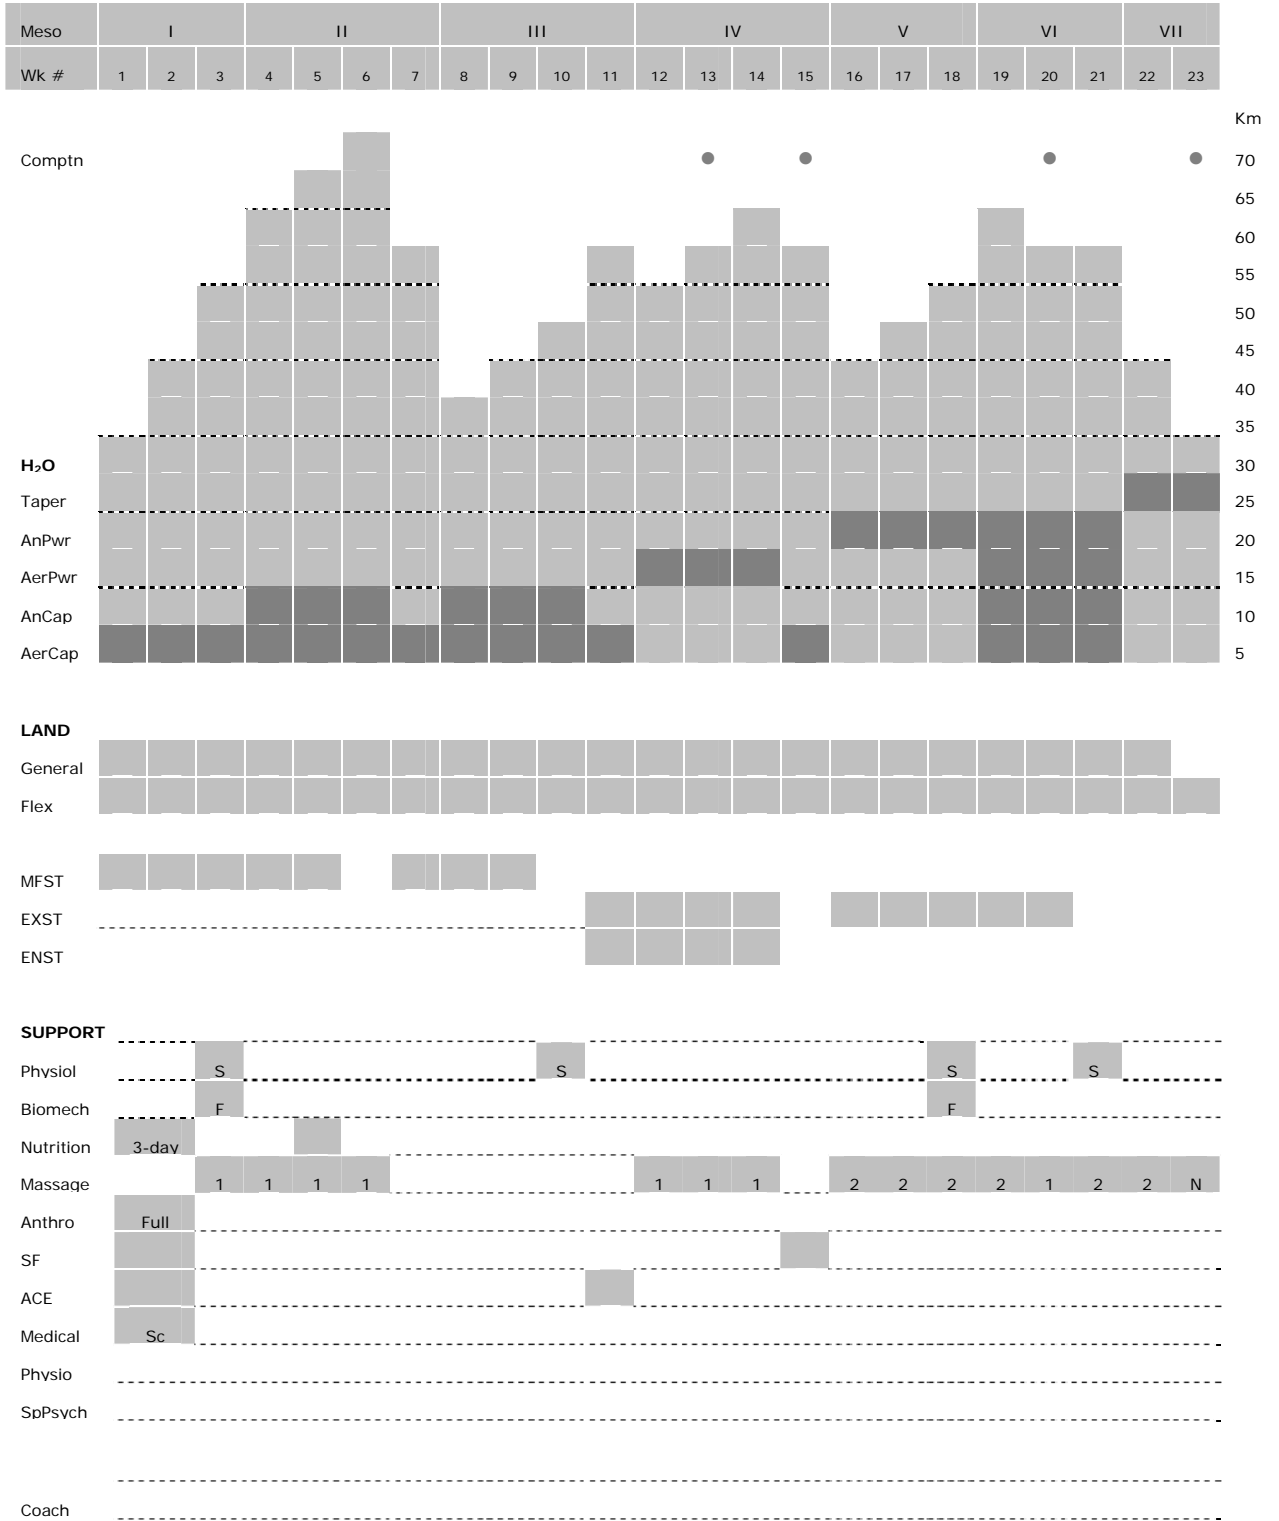 Meso I II III IV V VI VII
Wk # 1 2 3 4 5 6 7 8 9 10 11 12 13 14 15 16 17 18 19 20 21 22 23
Km
Comptn 70
65
60
55
50
45
40
35
H₂O 30
Taper 25
AnPwr 20
AerPwr 15
AnCap 10
AerCap 5
LAND
General
Flex
MFST
EXST
ENST
SUPPORT
Physiol S S S S
Biomech F F
Nutrition 3-day
Massage 1 1 1 1 1 1 1 2 2 2 2 1 2 2 N
Anthro Full
SF
ACE
Medical Sc
Physio
SpPsych
Coach